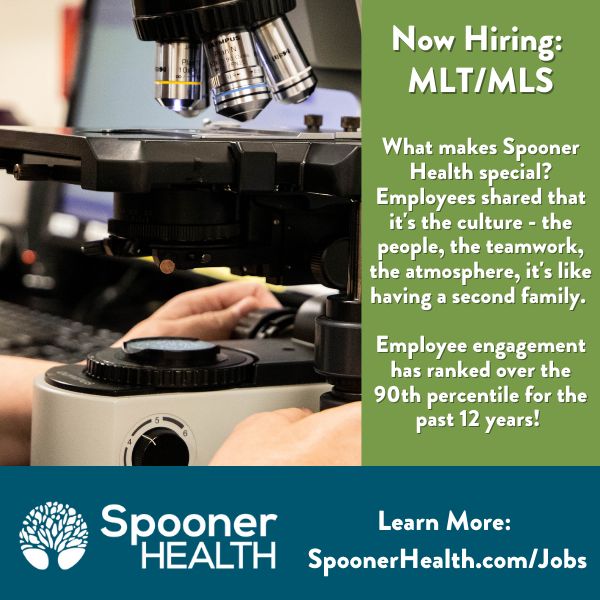 Now Hiring:
MLT/MLS
What makes Spooner
Health special?
Employees shared that
it's the culture - the
people, the teamwork,
the atmosphere, it's like
having a second family.
Employee engagement
has ranked over the
90th percentile for the
past 12 years!
OLYMPUS
Plan N
4 5 6
Spooner
HEALTH
Learn More:
SpoonerHealth.com/Jobs